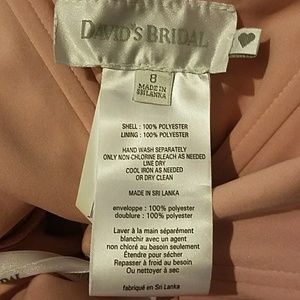 DAVID'S BRIDAL
8
MADE IN
SRI LANKA
SHELL : 100% POLYESTER
LINING : 100% POLYESTER
HAND WASH SEPARATELY
ONLY NON-CHLORINE BLEACH AS NEEDED
LINE DRY
COOL IRON AS NEEDED
OR DRY CLEAN
MADE IN SRI LANKA
enveloppe : 100% polyester
doublure : 100% polyester
Laver à la main séparément
blanchir avec un agent
non chloré au besoin seulement
Étendre pour sécher
Repasser à froid au besoin
Ou nettoyer à sec
fabriqué en Sri Lanka